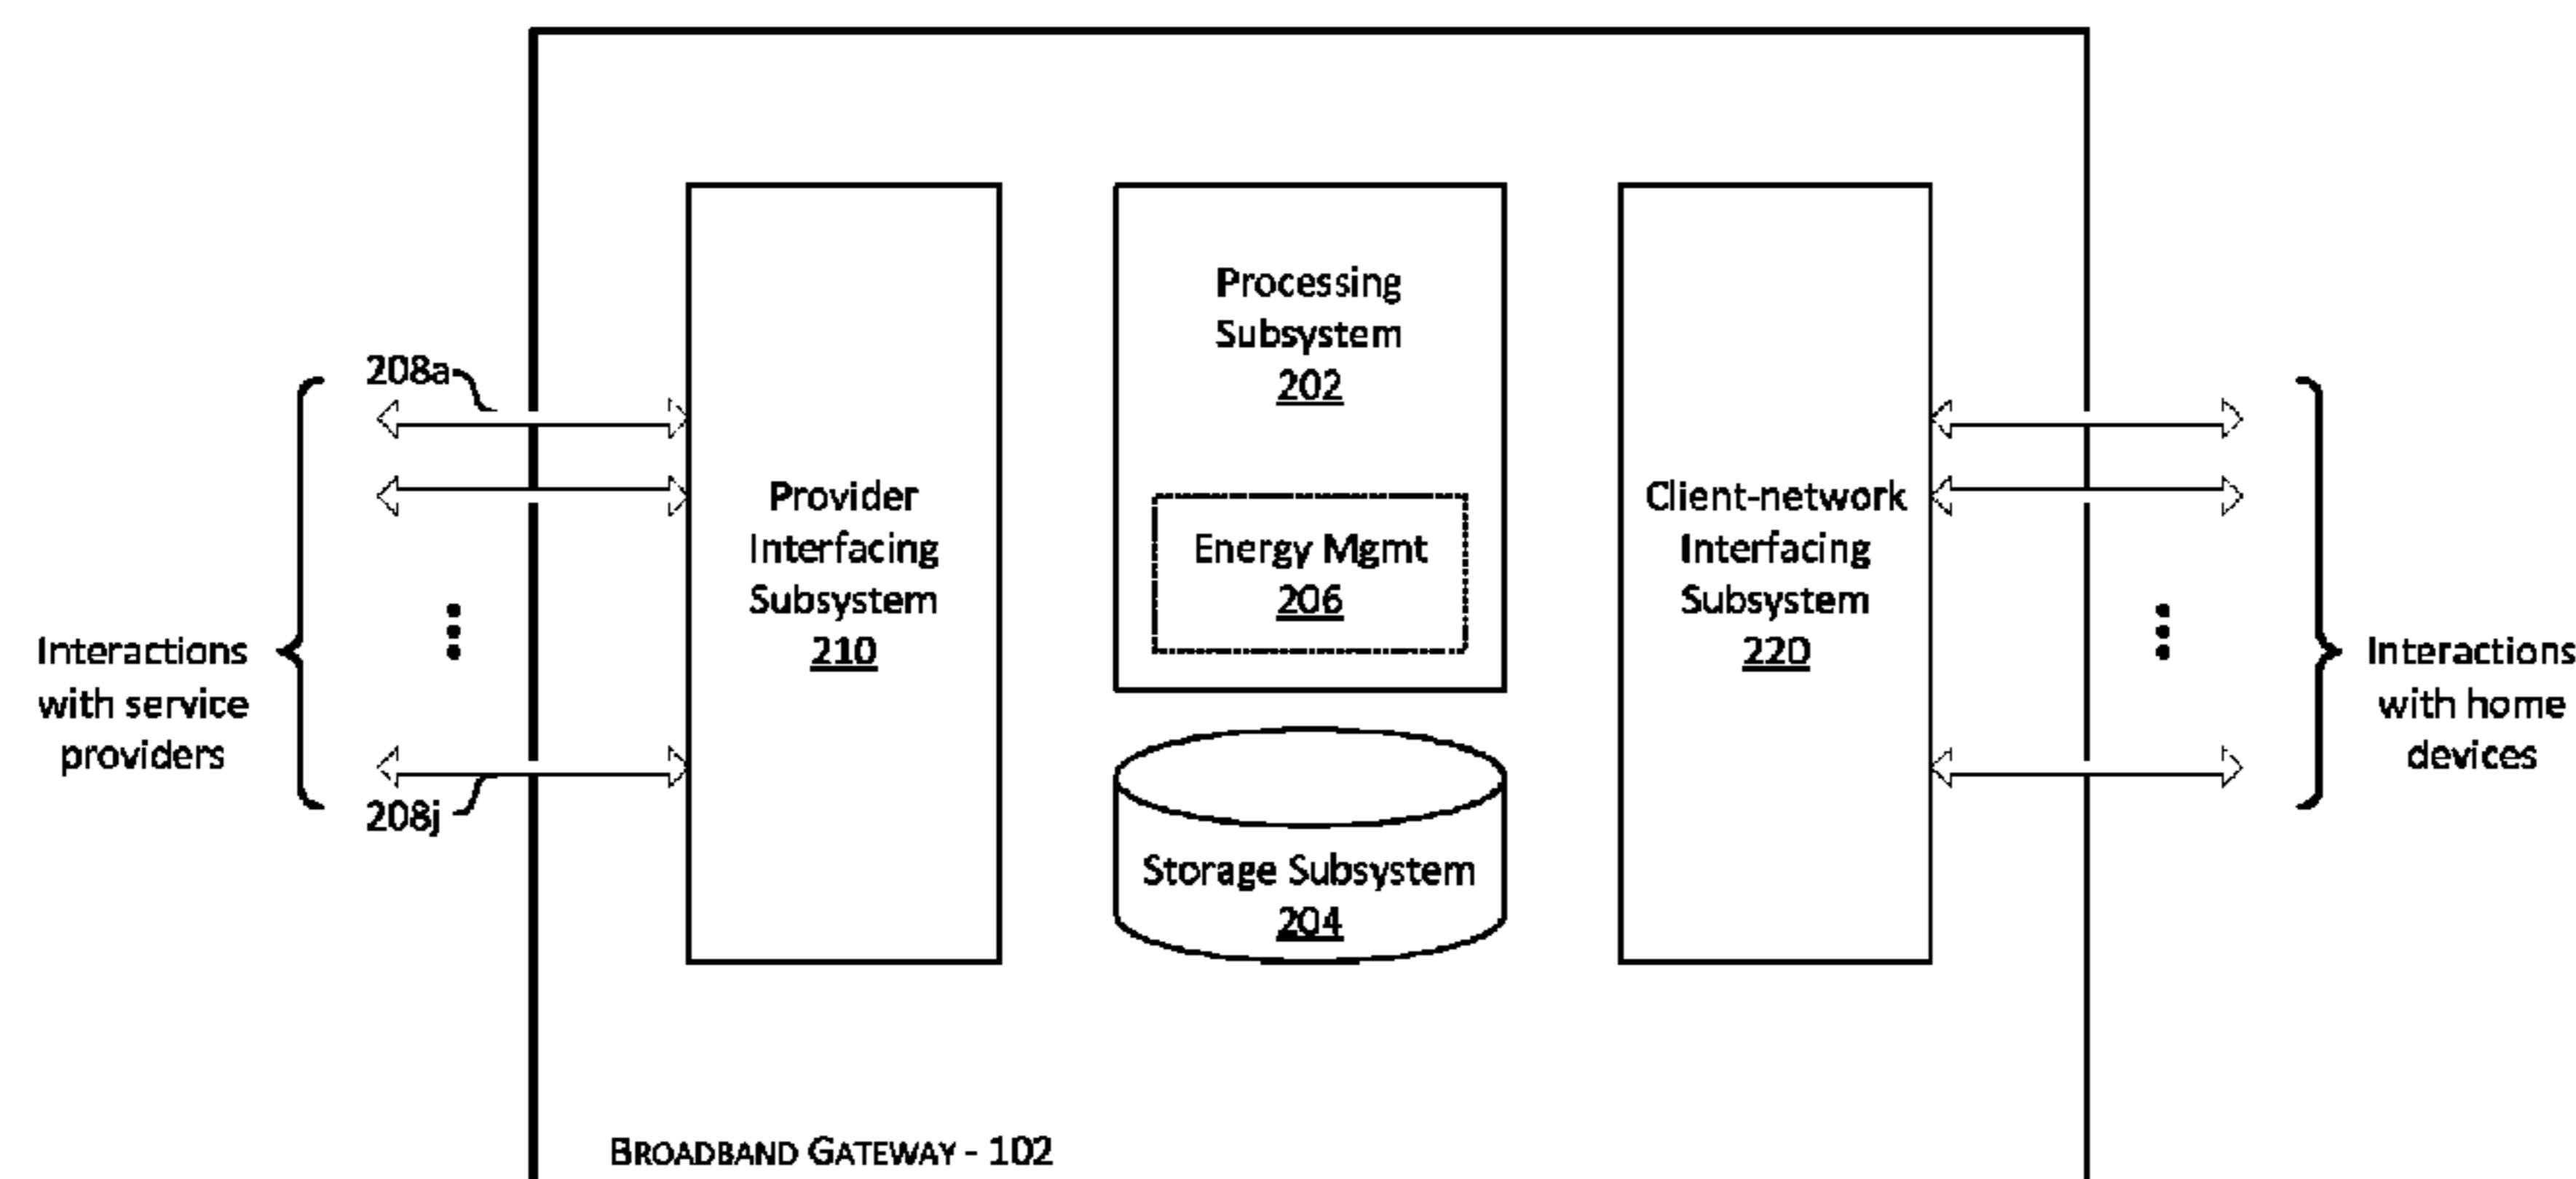 Processing
Subsystem
202
208a
Provider
Interfacing
Subsystem
210
Energy Mgmt
206
Client-network
Interfacing
Subsystem
220
Interactions
with service
providers
Interactions
with home
devices
208j
Storage Subsystem
204
BROADBAND GATEWAY - 102